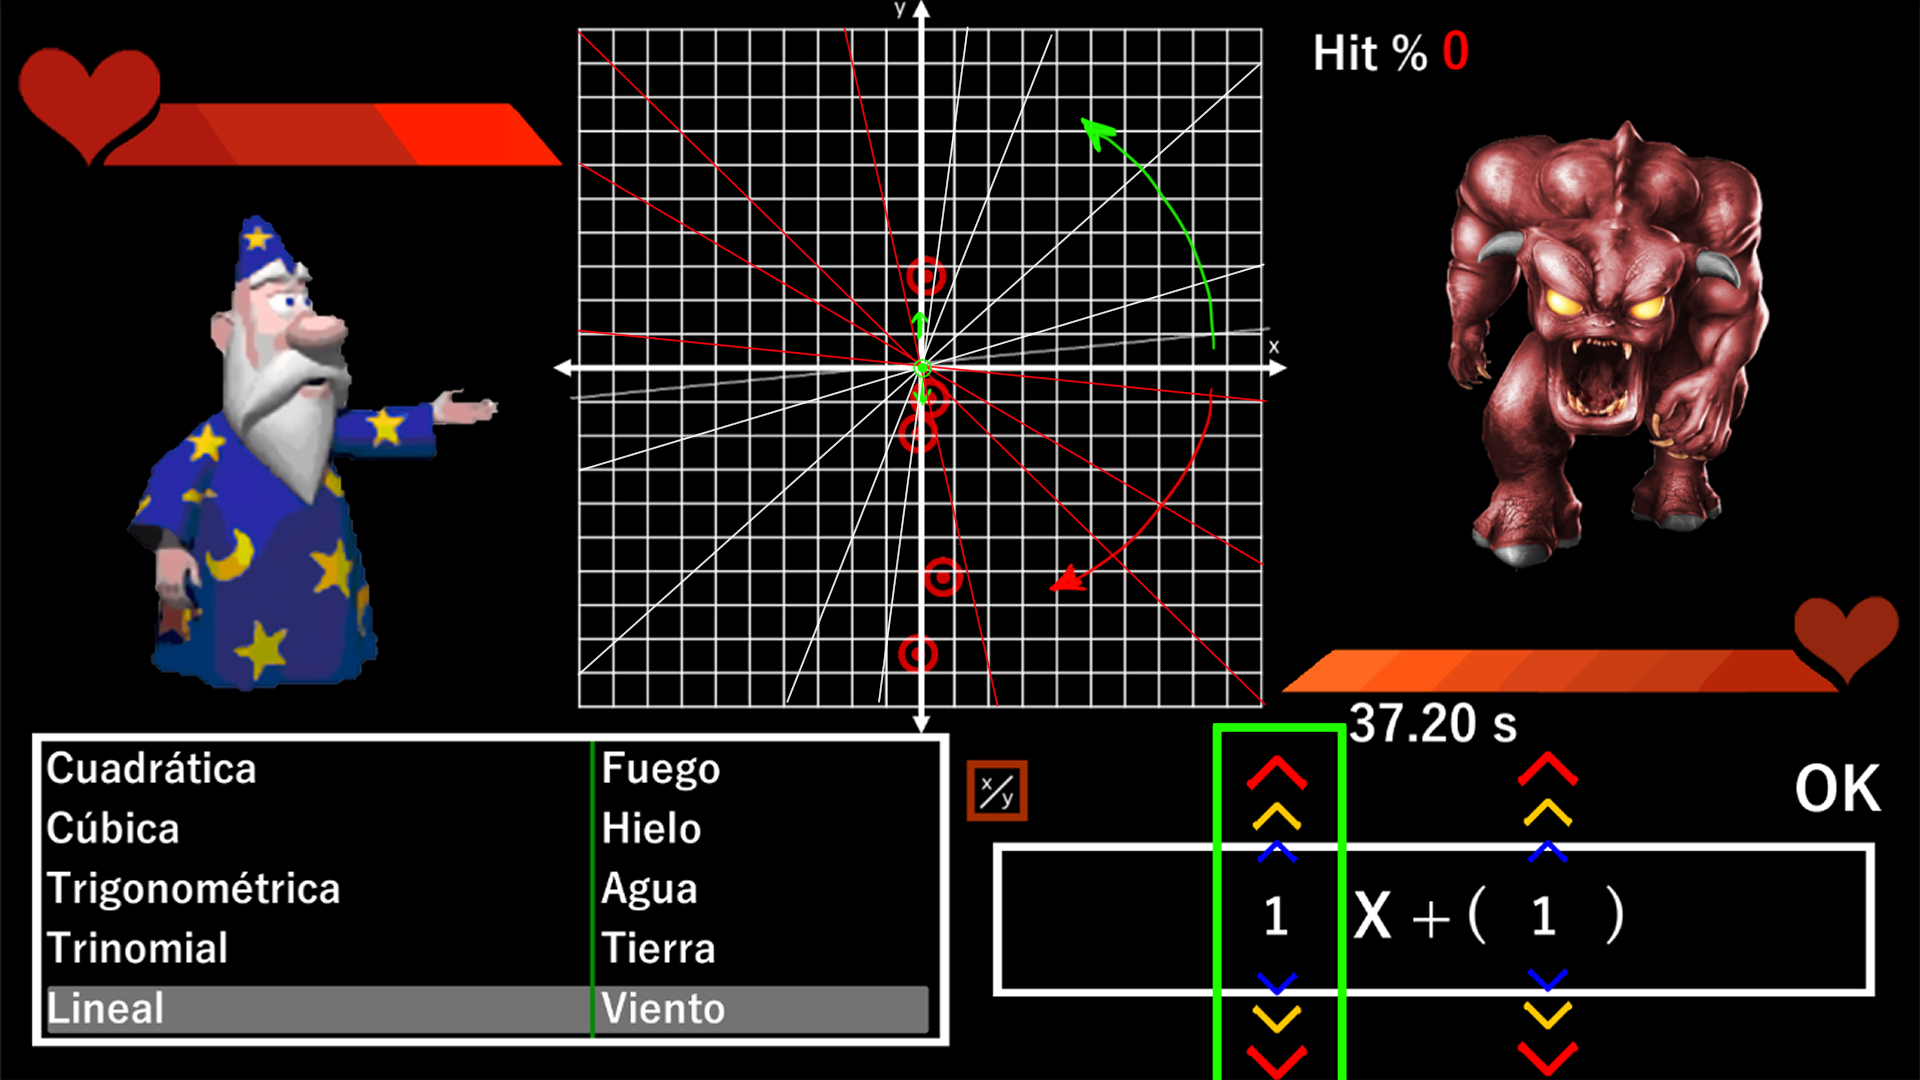 y
Hit % 0
x
37.20 s
Cuadrática Fuego
Cúbica Hielo
Trigonométrica Agua
Trinomial Tierra
Lineal Viento
x/y
OK
1 X + ( 1 )